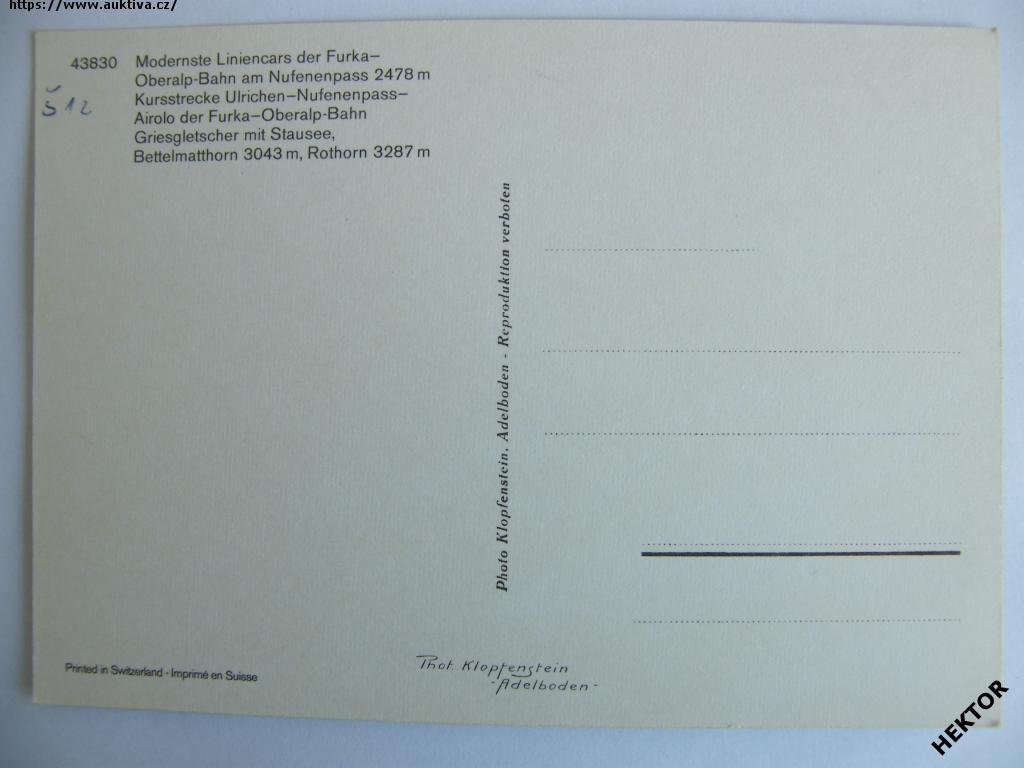 https://www.auktiva.cz/
43830 Modernste Liniencars der Furka–
Oberalp-Bahn am Nufenenpass 2478 m
Kursstrecke Ulrichen–Nufenenpass–
Airolo der Furka–Oberalp-Bahn
Griesgletscher mit Stausee,
Bettelmatthorn 3043 m, Rothorn 3287 m
Š 12
Photo Klopfenstein, Adelboden - Reproduktion verboten
Printed in Switzerland - Imprimé en Suisse
Phot. Klopfenstein
- Adelboden -
HEKTOR